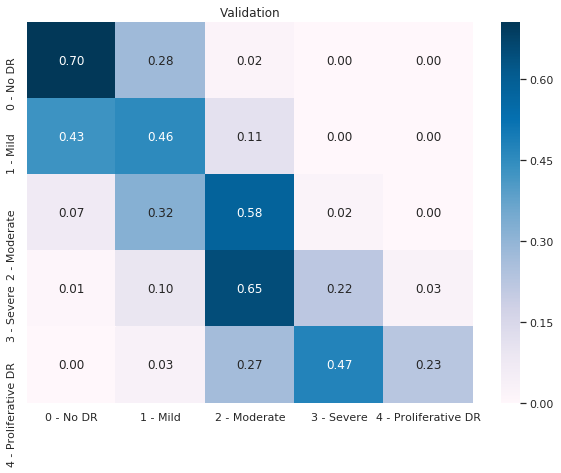 Validation
0 - No DR
0.70 0.28 0.02 0.00 0.00
1 - Mild
0.43 0.46 0.11 0.00 0.00
2 - Moderate
0.07 0.32 0.58 0.02 0.00
3 - Severe
0.01 0.10 0.65 0.22 0.03
4 - Proliferative DR
0.00 0.03 0.27 0.47 0.23
0 - No DR 1 - Mild 2 - Moderate 3 - Severe 4 - Proliferative DR
0.60
0.45
0.30
0.15
0.00